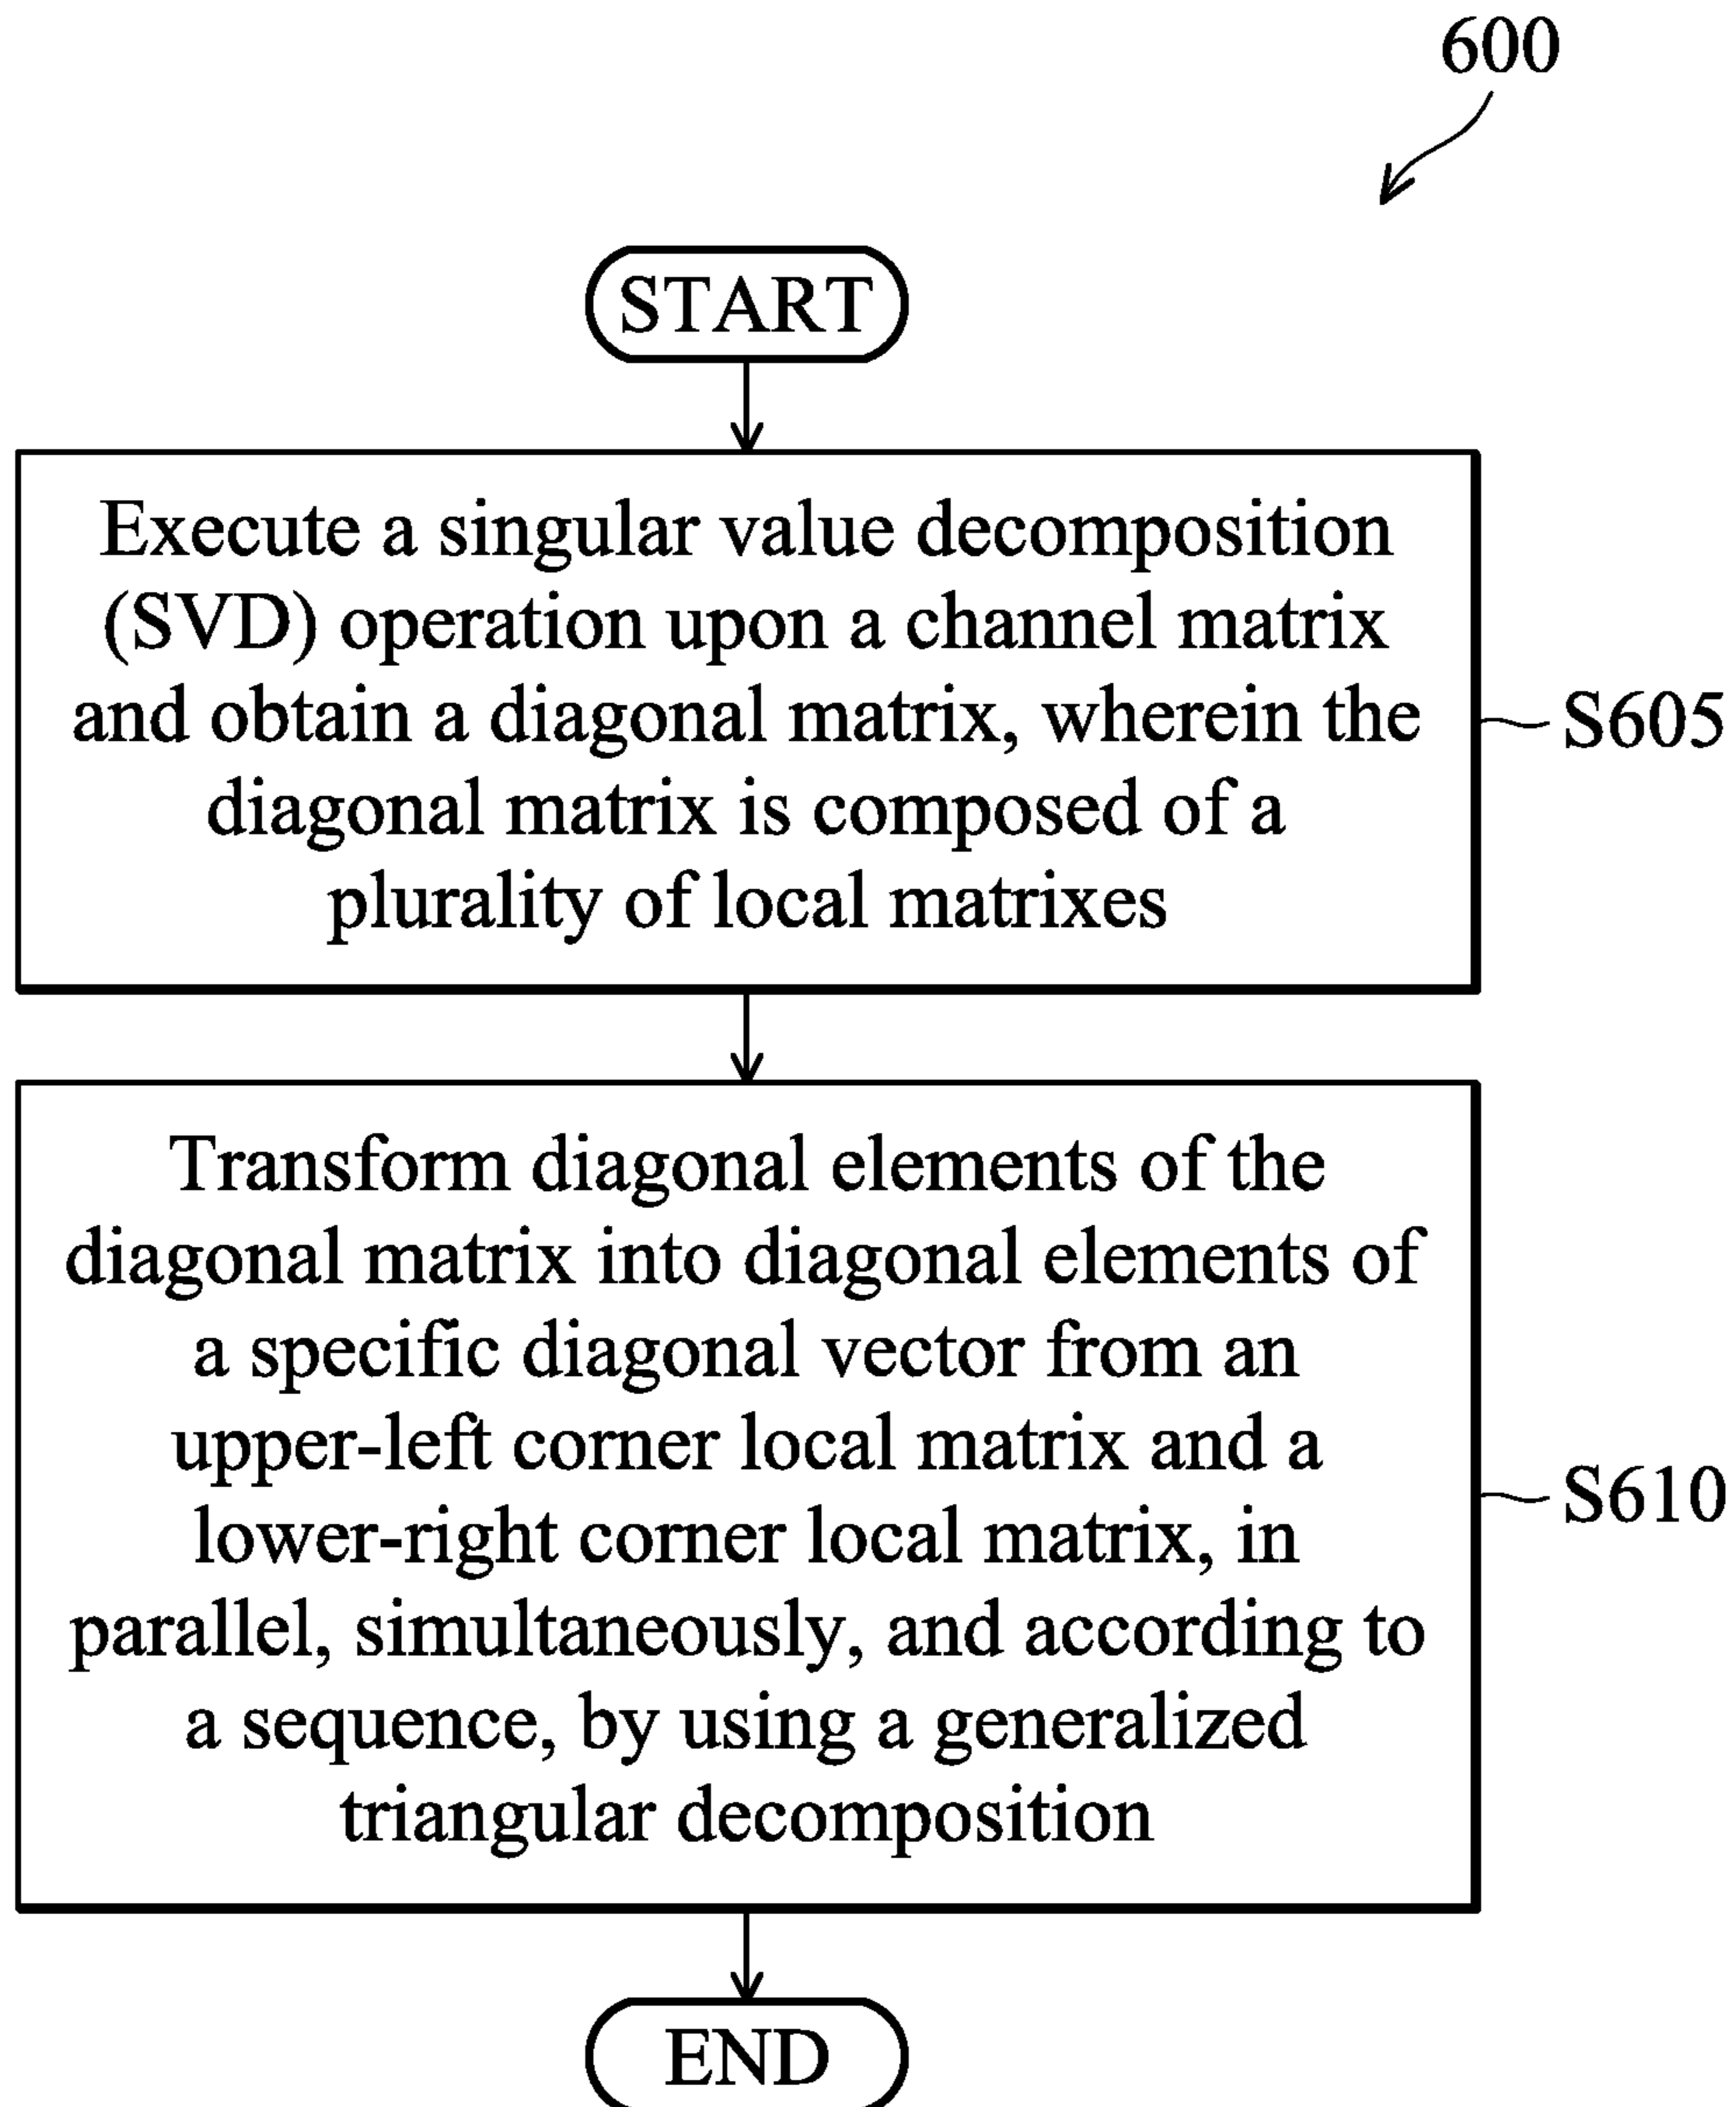 600
START
Execute a singular value decomposition
(SVD) operation upon a channel matrix
and obtain a diagonal matrix, wherein the
diagonal matrix is composed of a
plurality of local matrixes
S605
Transform diagonal elements of the
diagonal matrix into diagonal elements of
a specific diagonal vector from an
upper-left corner local matrix and a
lower-right corner local matrix, in
parallel, simultaneously, and according to
a sequence, by using a generalized
triangular decomposition
S610
END